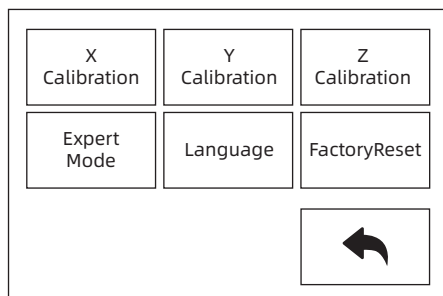 X
Calibration
Y
Calibration
Z
Calibration
Expert
Mode
Language
FactoryReset